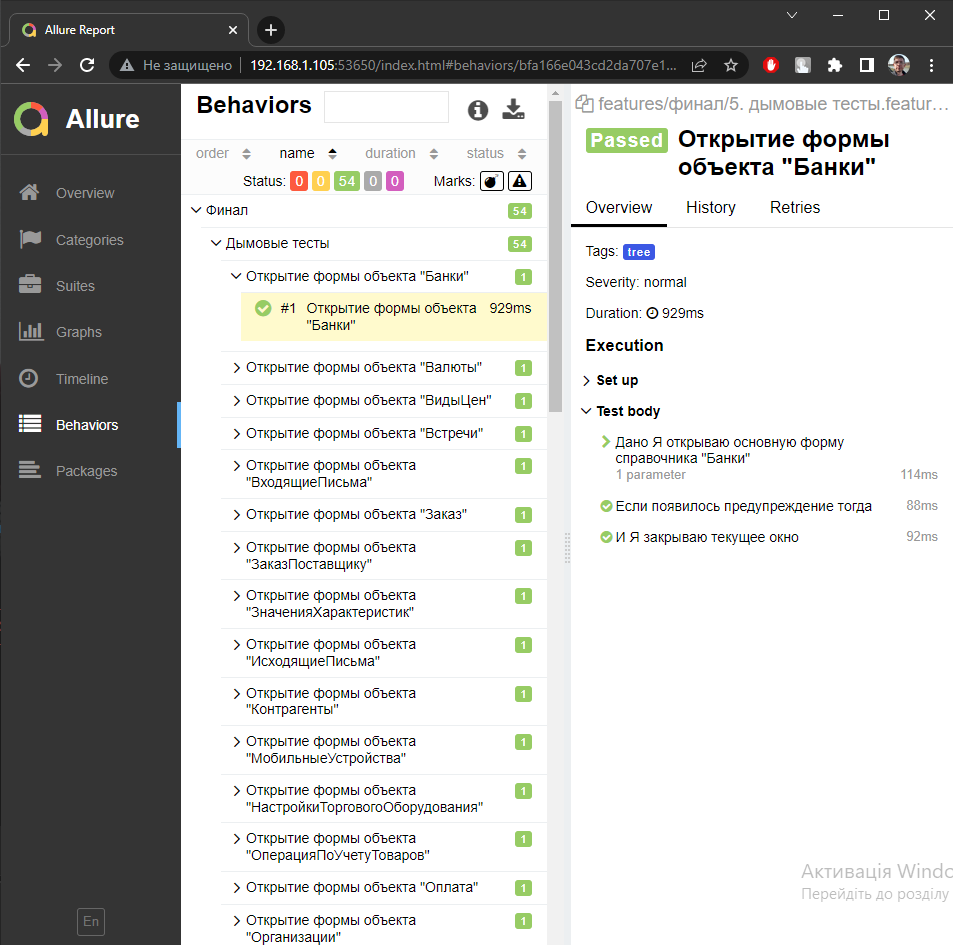 Allure Report
Не защищено
192.168.1.105:53650/index.html#behaviors/bfa166e043cd2da707e1...
Allure
Overview
Categories
Suites
Graphs
Timeline
Behaviors
Packages
En
Behaviors
order name duration status
Status: 0 0 54 0 0 Marks:
Финал 54
Дымовые тесты 54
Открытие формы объекта "Банки" 1
#1 Открытие формы объекта 929ms
"Банки"
Открытие формы объекта "Валюты" 1
Открытие формы объекта "ВидыЦен" 1
Открытие формы объекта "Встречи" 1
Открытие формы объекта 1
"ВходящиеПисьма"
Открытие формы объекта "Заказ" 1
Открытие формы объекта 1
"ЗаказПоставщику"
Открытие формы объекта 1
"ЗначенияХарактеристик"
Открытие формы объекта 1
"ИсходящиеПисьма"
Открытие формы объекта 1
"Контрагенты"
Открытие формы объекта 1
"МобильныеУстройства"
Открытие формы объекта 1
"НастройкиТорговогоОборудования"
Открытие формы объекта 1
"ОперацияПоУчетуТоваров"
Открытие формы объекта "Оплата" 1
Открытие формы объекта 1
"Организации"
features/финал/5. дымовые тесты.featur...
Passed Открытие формы
объекта "Банки"
Overview History Retries
Tags: tree
Severity: normal
Duration: 929ms
Execution
Set up
Test body
Дано Я открываю основную форму
справочника "Банки"
1 parameter 114ms
Если появилось предупреждение тогда 88ms
И Я закрываю текущее окно 92ms
Активація Windo
Перейдіть до розділу